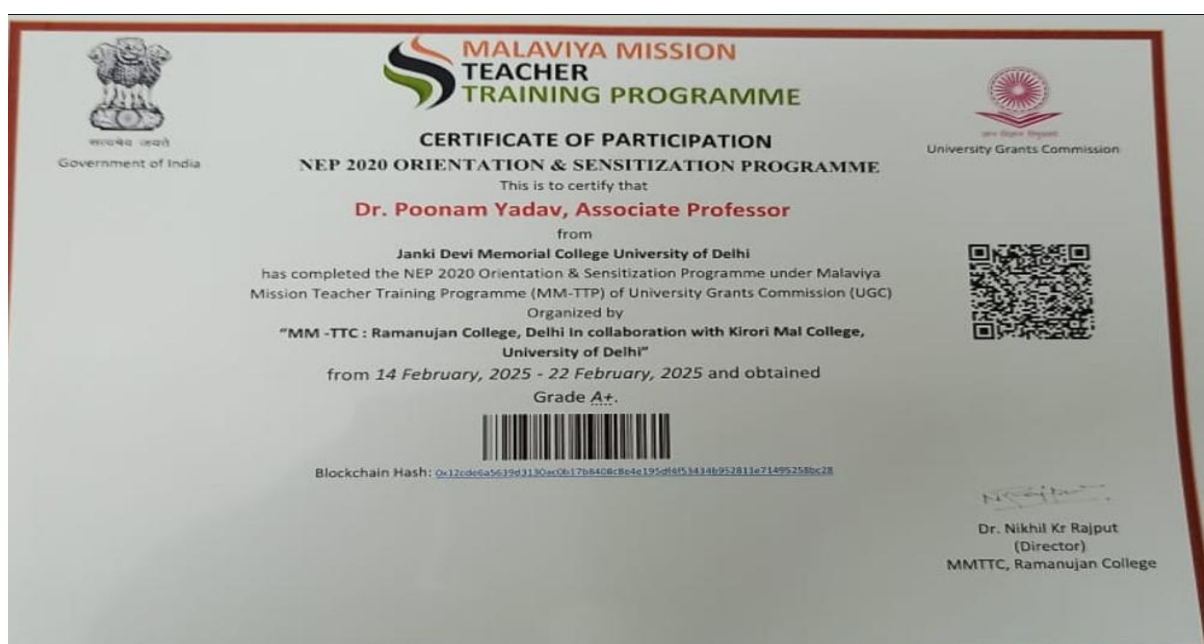 MALAVIYA MISSION
TEACHER
TRAINING PROGRAMME
सत्यमेव जयते
Government of India
University Grants Commission
CERTIFICATE OF PARTICIPATION
NEP 2020 ORIENTATION & SENSITIZATION PROGRAMME
This is to certify that
Dr. Poonam Yadav, Associate Professor
from
Janki Devi Memorial College University of Delhi
has completed the NEP 2020 Orientation & Sensitization Programme under Malaviya
Mission Teacher Training Programme (MM-TTP) of University Grants Commission (UGC)
Organized by
“MM -TTC : Ramanujan College, Delhi In collaboration with Kirori Mal College,
University of Delhi”
from 14 February, 2025 - 22 February, 2025 and obtained
Grade A+.
Blockchain Hash:
Dr. Nikhil Kr Rajput
(Director)
MMTTC, Ramanujan College